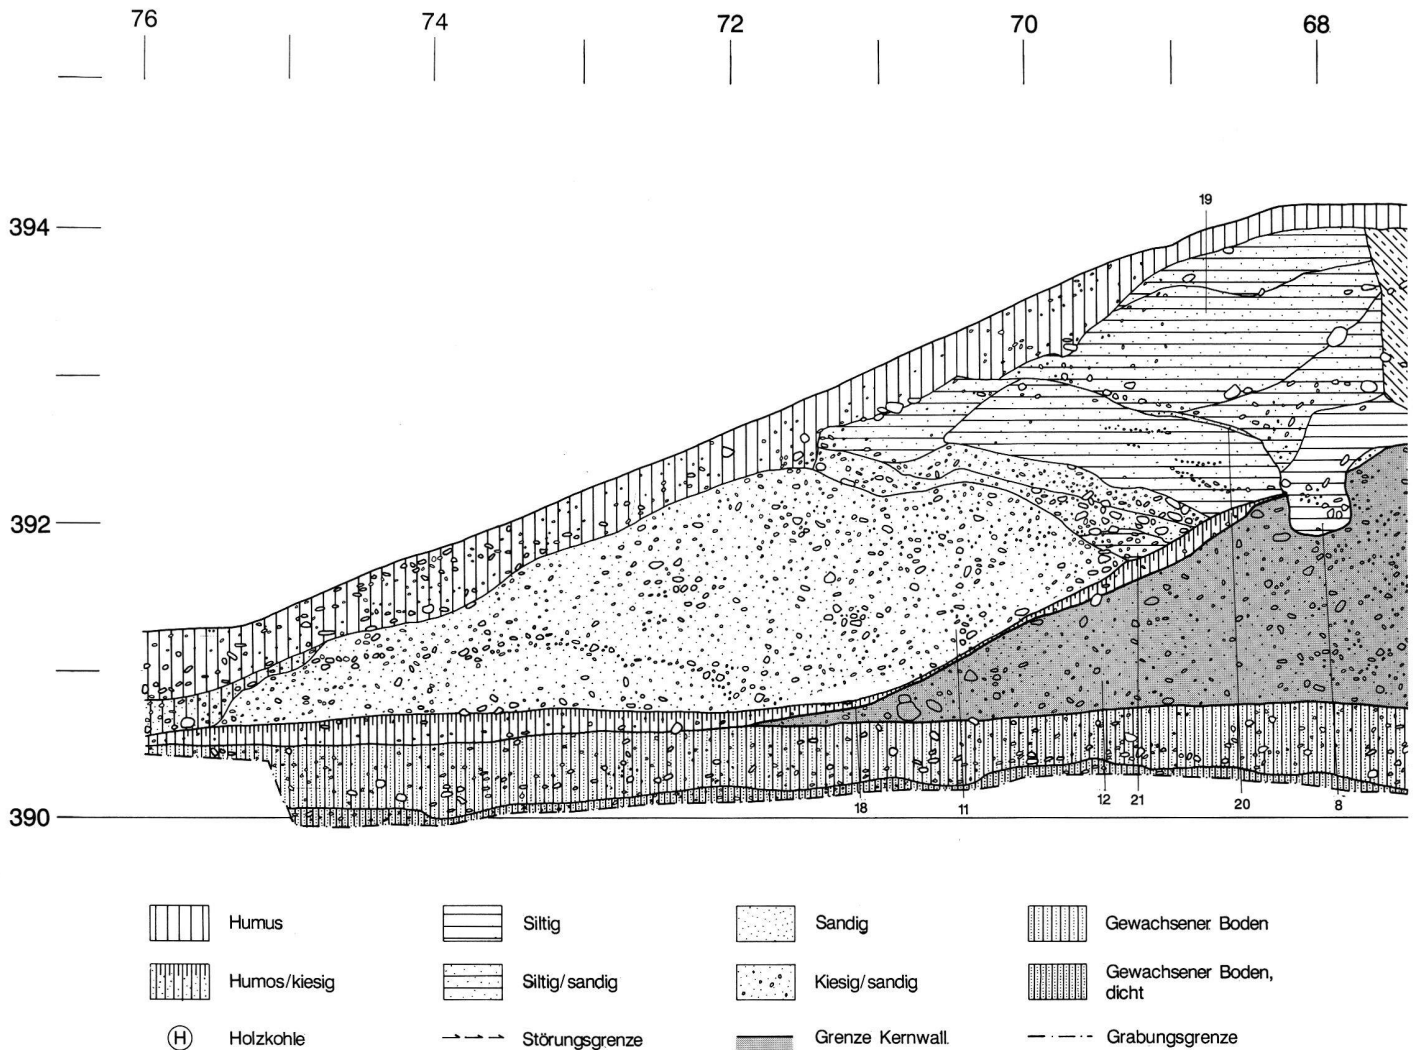 76 74 72 70 68
19
394
392
390
18 11 12 21 20 8
Humus Siltig Sandig Gewachsener Boden
Humos/kiesig Siltig/sandig Kiesig/sandig Gewachsener Boden,
dicht
H Holzkohle Störungsgrenze Grenze Kernwall Grabungsgrenze